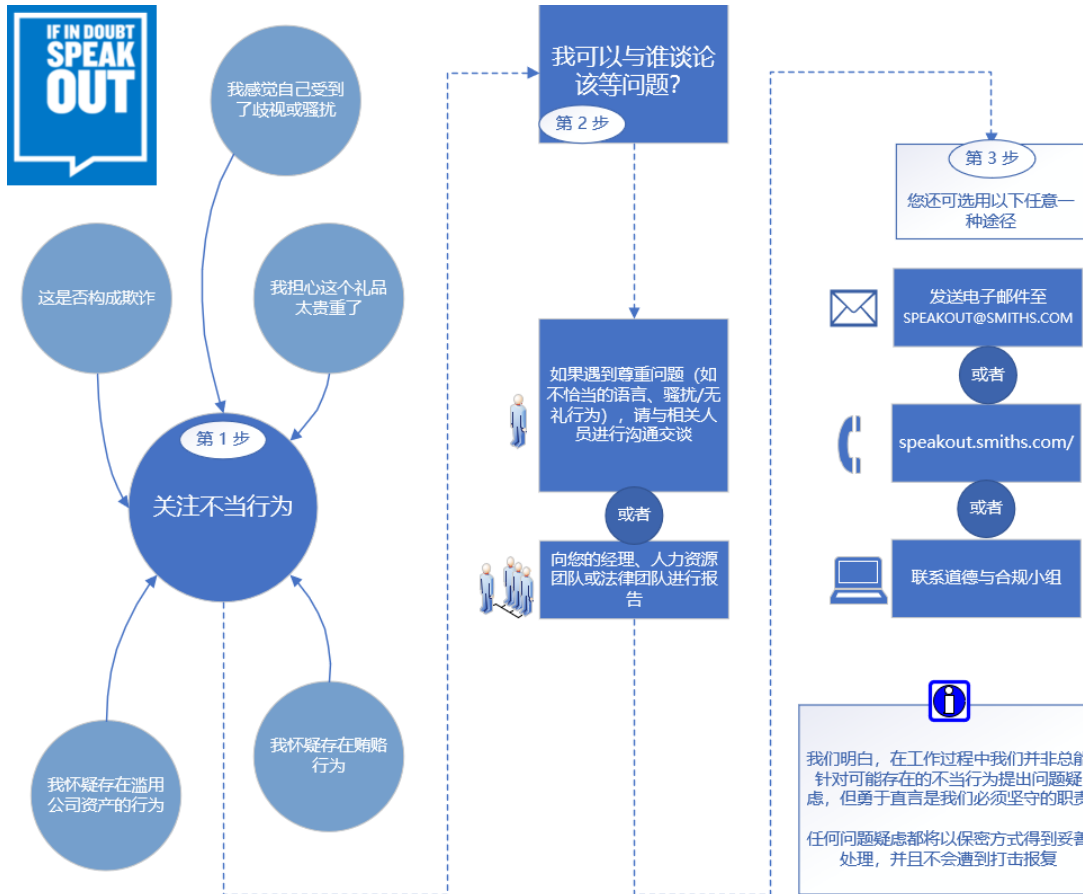 IF IN DOUBT
SPEAK
OUT
我感觉自己受到
了歧视或骚扰
这是否构成欺诈
我担心这个礼品
太贵重了
第 1 步
关注不当行为
我怀疑存在滥用
公司资产的行为
我怀疑存在贿赂
行为
我可以与谁谈论
该等问题？
第 2 步
如果遇到尊重问题（如
不恰当的语言、骚扰/无
礼行为），请与相关人
员进行沟通交谈
或者
向您的经理、人力资源
团队或法律团队进行报
告
第 3 步
您还可选用以下任意一
种途径
发送电子邮件至
SPEAKOUT@SMITHS.COM
或者
speakout.smiths.com/
或者
联系道德与合规小组
我们明白，在工作过程中我们并非总能
针对可能存在的不当行为提出问题疑
虑，但勇于直言是我们必须坚守的职责
任何问题疑虑都将以保密方式得到妥善
处理，并且不会遭到打击报复